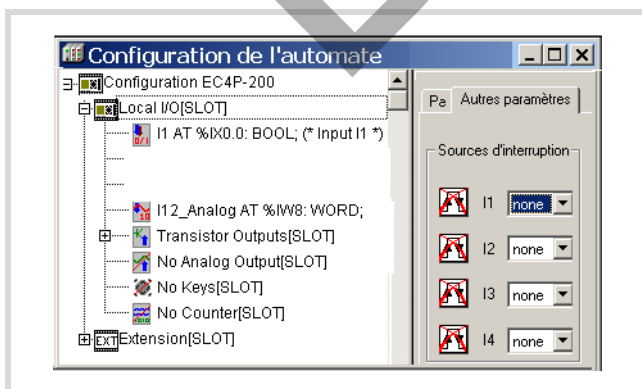 Configuration de l'automate
Configuration EC4P-200
Local I/O[SLOT]
I1 AT %IX0.0: BOOL; (* Input I1 *)
I12_Analog AT %IW8: WORD;
Transistor Outputs[SLOT]
No Analog Output[SLOT]
No Keys[SLOT]
No Counter[SLOT]
EXT Extension[SLOT]
Pa Autres paramètres
Sources d'interruption
I1 none
I2 none
I3 none
I4 none